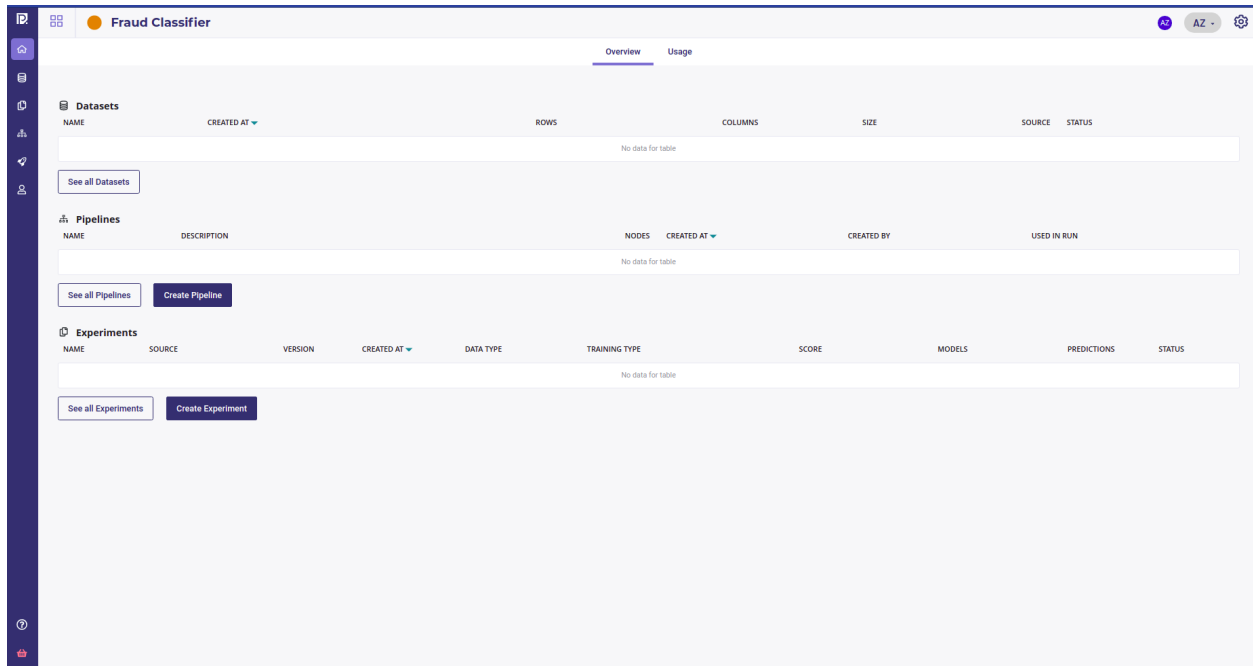 Fraud Classifier
AZ
AZ
Overview Usage
Datasets
NAME CREATED AT ROWS COLUMNS SIZE SOURCE STATUS
No data for table
See all Datasets
Pipelines
NAME DESCRIPTION NODES CREATED AT CREATED BY USED IN RUN
No data for table
See all Pipelines Create Pipeline
Experiments
NAME SOURCE VERSION CREATED AT DATA TYPE TRAINING TYPE SCORE MODELS PREDICTIONS STATUS
No data for table
See all Experiments Create Experiment